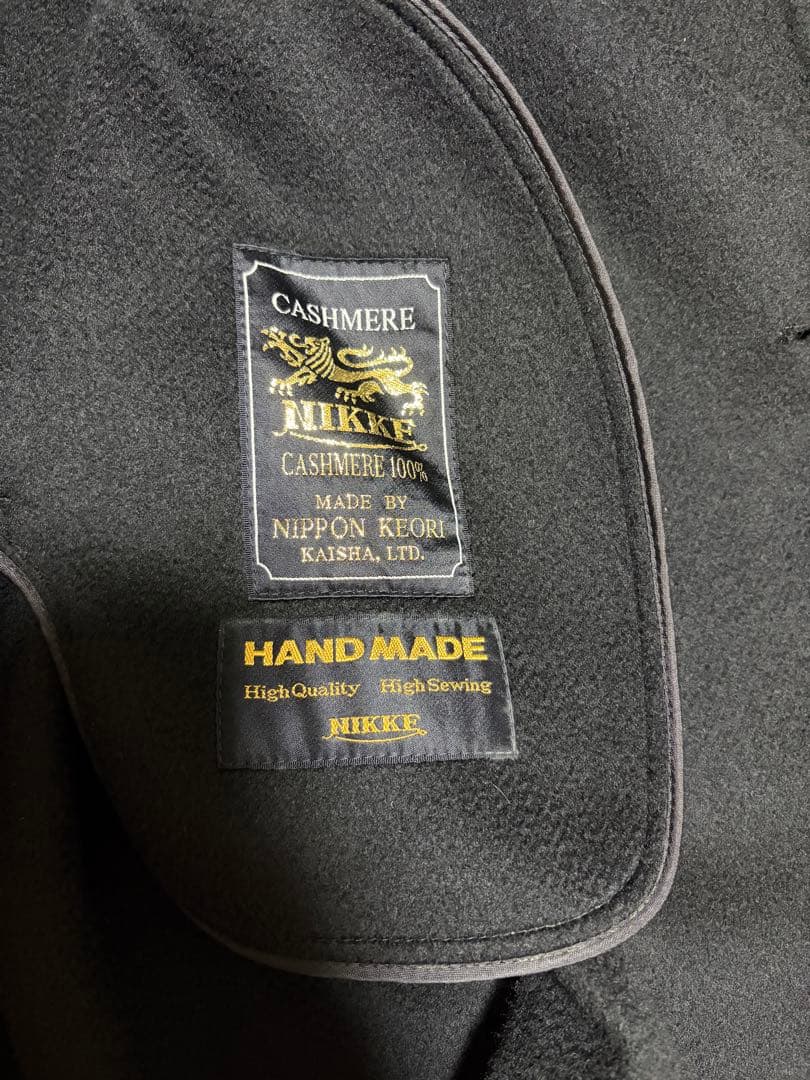 CASHMERE
NIKKE
CASHMERE 100%
MADE BY
NIPPON KEORI
KAISHA, LTD.
HAND MADE
High Quality High Sewing
NIKKE